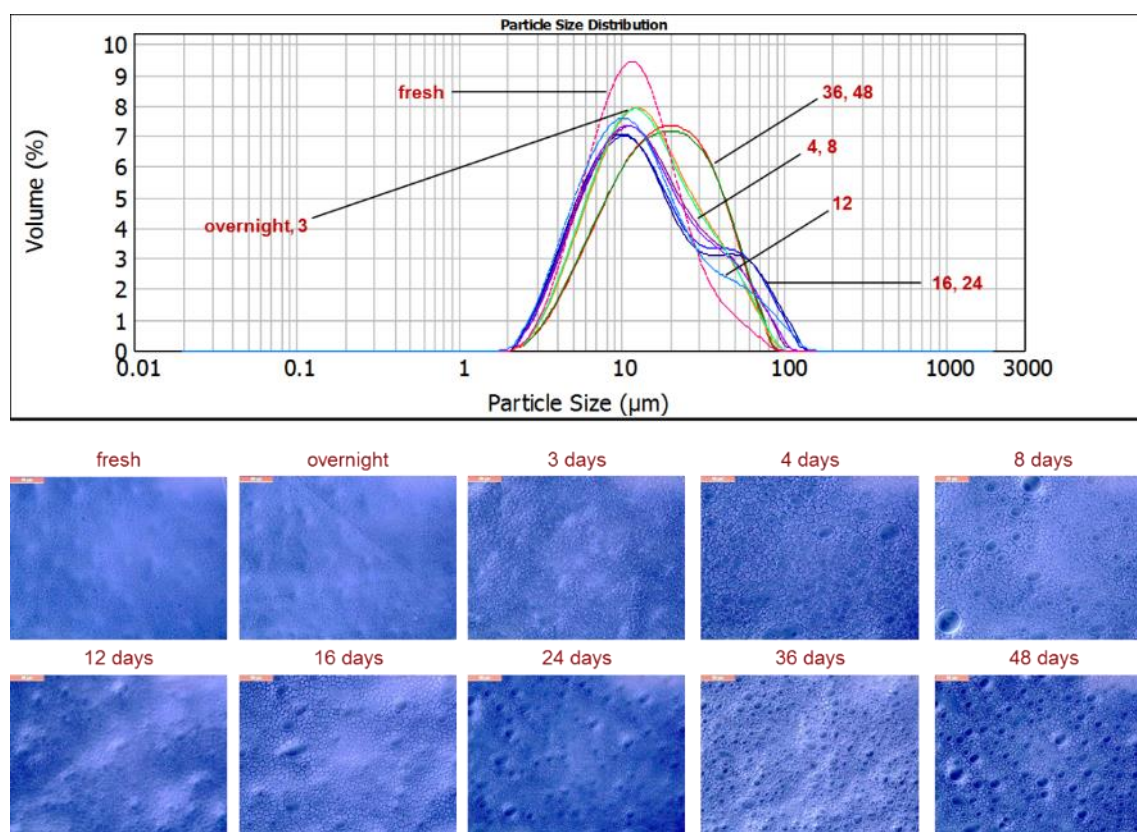 Particle Size Distribution
Volume (%)
10
9
8
7
6
5
4
3
2
1
0
0.01 0.1 1 10 100 1000 3000
Particle Size (µm)
fresh
overnight, 3
36, 48
4, 8
12
16, 24
fresh overnight 3 days 4 days 8 days
12 days 16 days 24 days 36 days 48 days